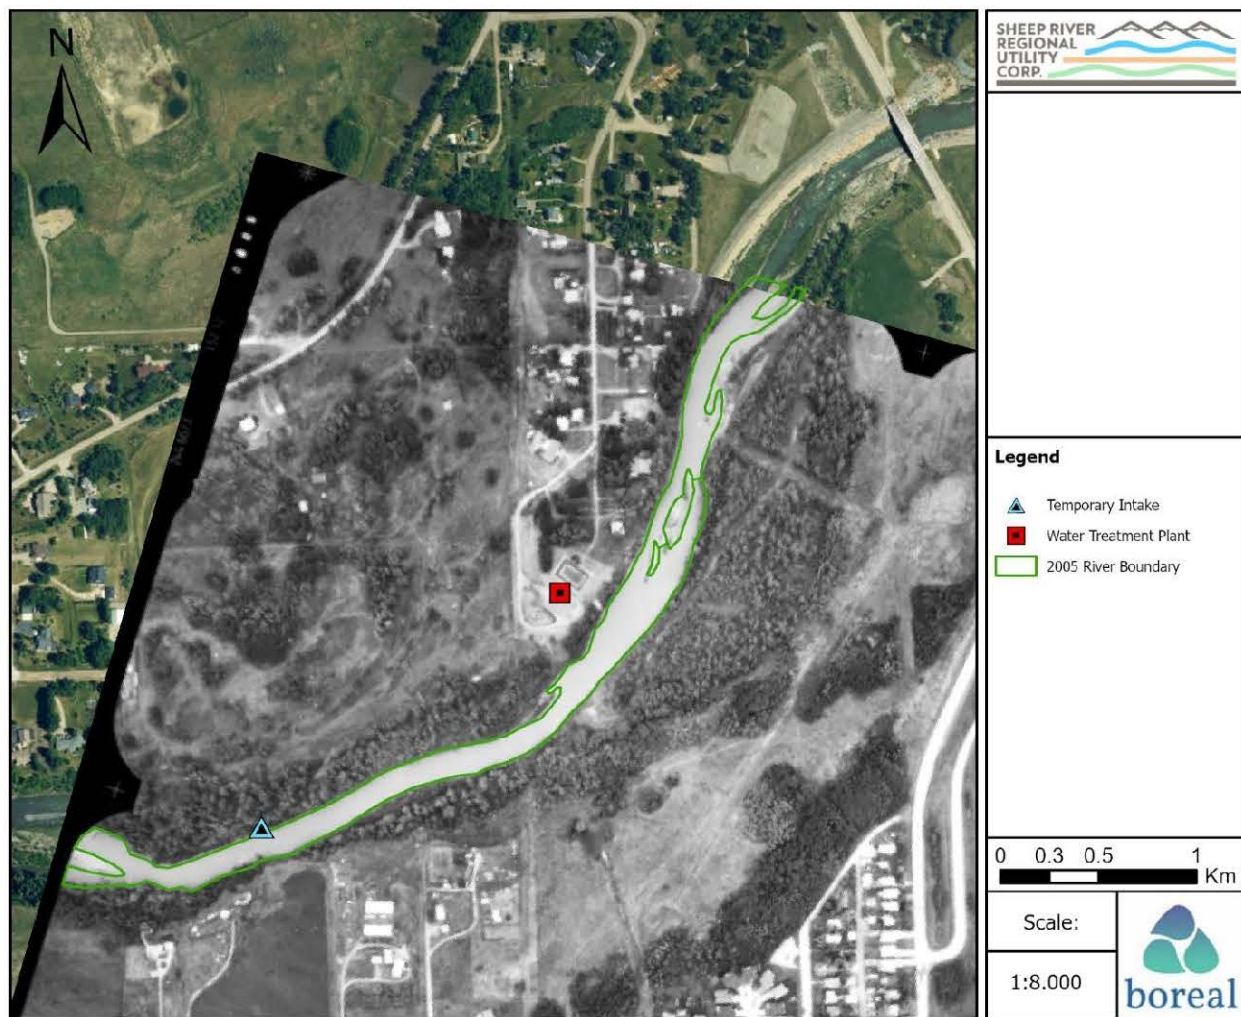 N
SHEEP RIVER
REGIONAL
UTILITY
CORP.
Legend
Temporary Intake
Water Treatment Plant
2005 River Boundary
0 0.3 0.5 1
Km
Scale:
1:8.000
boreal